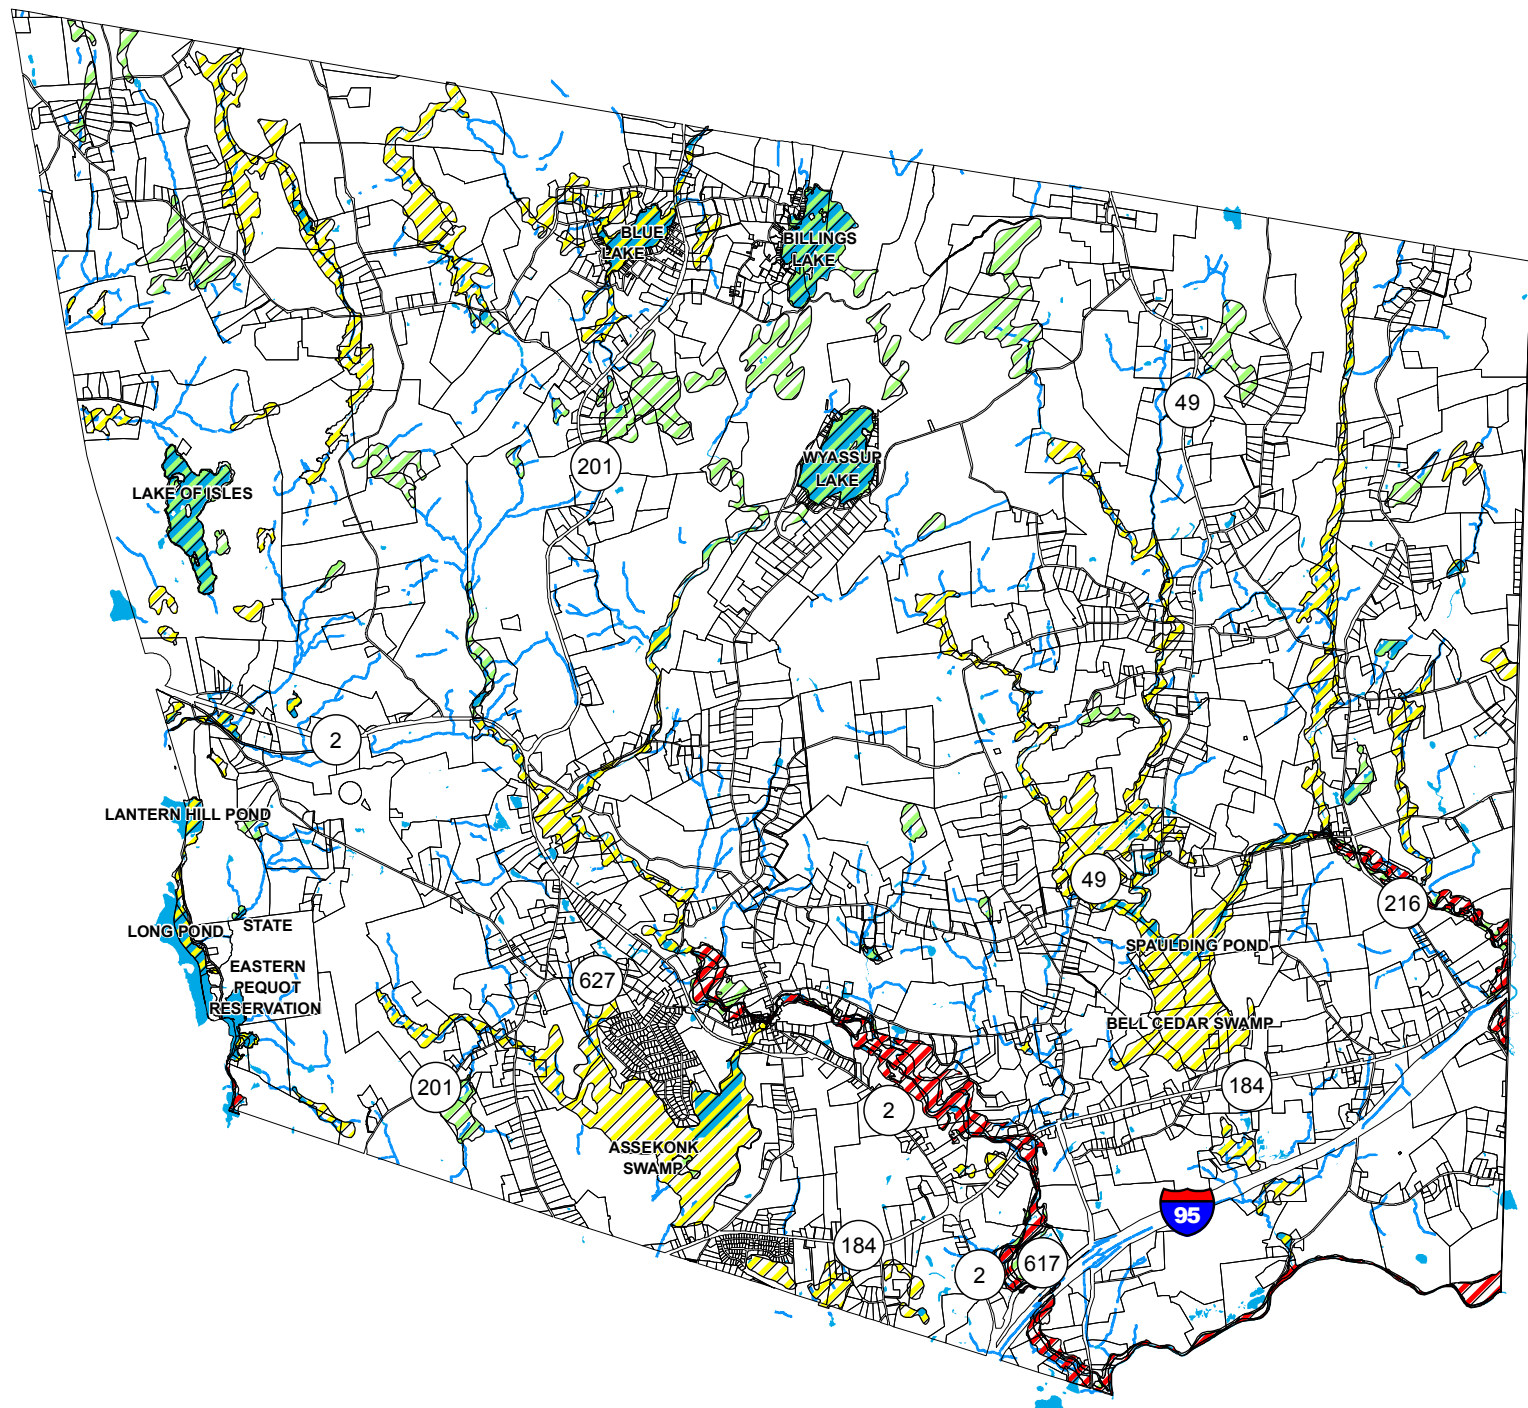 BLUE
LAKE
BILLINGS
LAKE
49
201
WYASSUP
LAKE
LAKE OF ISLES
2
LANTERN HILL POND
49
216
LONG POND
STATE
SPAULDING POND
EASTERN
PEQUOT
RESERVATION
627
BELL CEDAR SWAMP
201
184
2
ASSEKONK
SWAMP
95
184
2
617